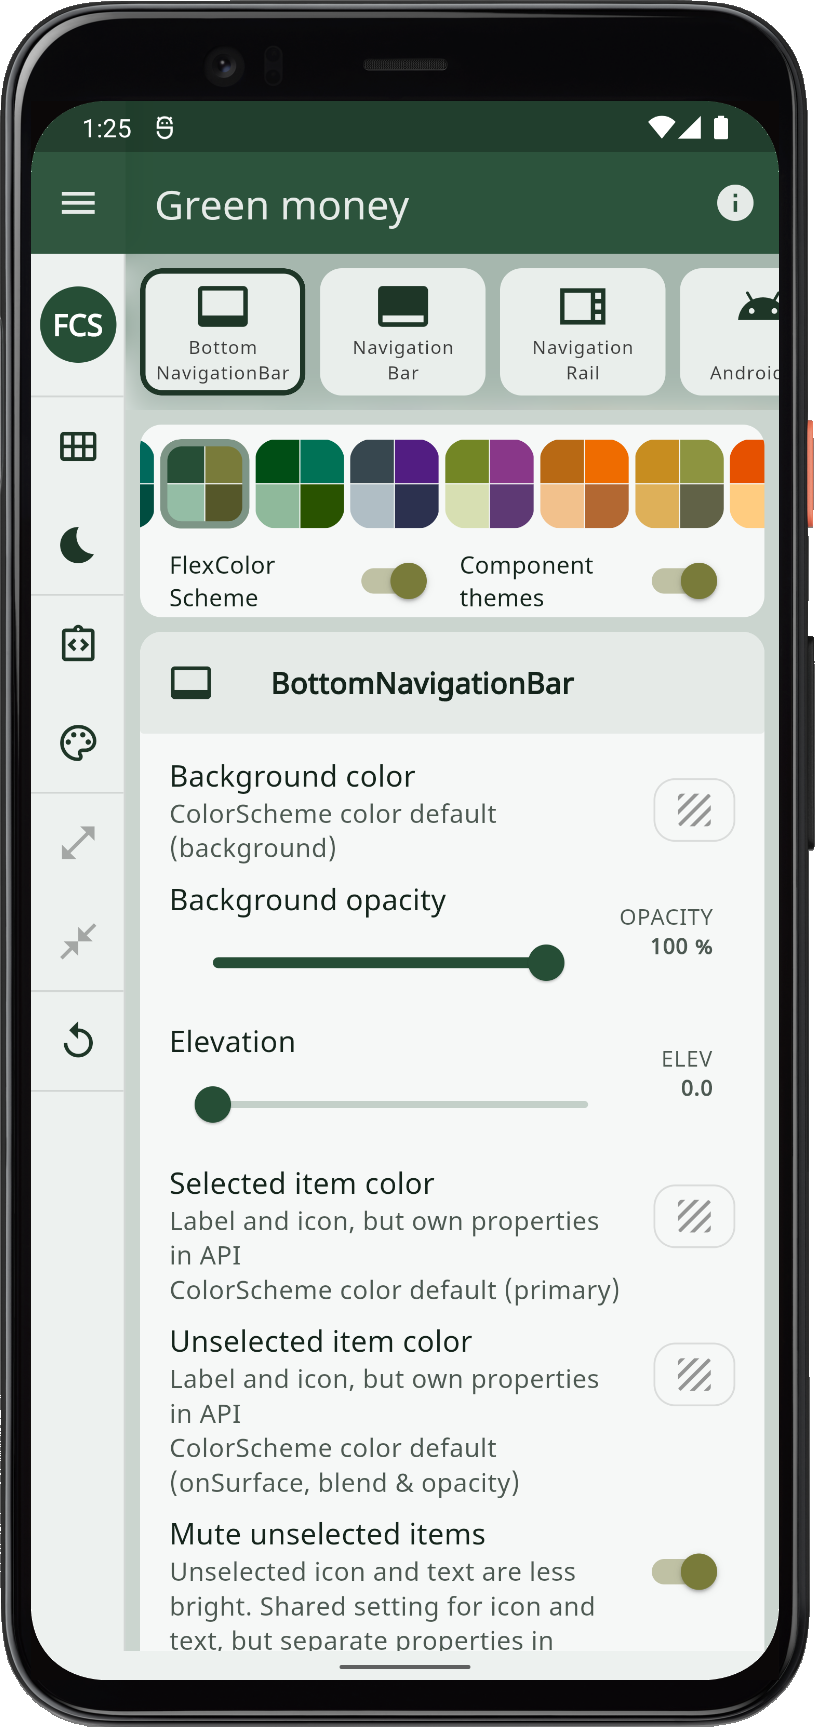 1:25
Green money
FCS
Bottom
NavigationBar
Navigation
Bar
Navigation
Rail
Android
FlexColor
Scheme
Component
themes
BottomNavigationBar
Background color
ColorScheme color default
(background)
Background opacity
OPACITY
100 %
Elevation
ELEV
0.0
Selected item color
Label and icon, but own properties
in API
ColorScheme color default (primary)
Unselected item color
Label and icon, but own properties
in API
ColorScheme color default
(onSurface, blend & opacity)
Mute unselected items
Unselected icon and text are less
bright. Shared setting for icon and
text, but separate properties in